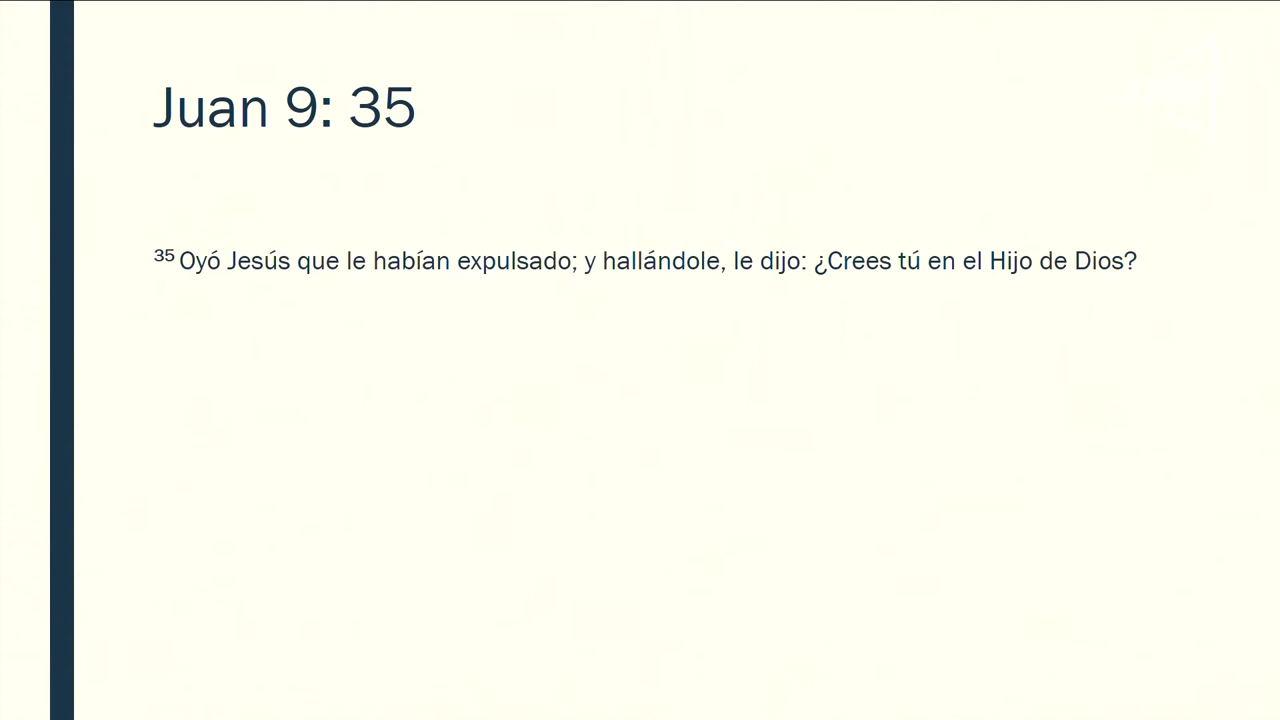 Juan 9: 35
35 Oyó Jesús que le habían expulsado; y hallándole, le dijo: ¿Crees tú en el Hijo de Dios?